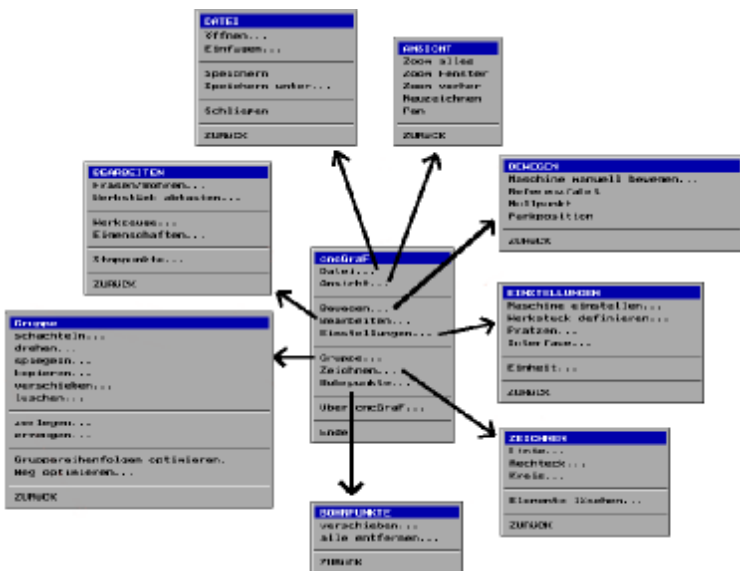 DATEI
Öffnen...
Einfügen...
Speichern
Speichern unter...
Schließen
ZURÜCK
ANSICHT
Zoom alles
Zoom Fenster
Zoom vorher
Neuzeichnen
Pan
ZURÜCK
BEARBEITEN
Fräsen/Bohren...
Werkstück abtasten...
Werkzeuge...
Eigenschaften...
Stoppunkte...
ZURÜCK
BEWEGEN
Maschine manuell bewegen...
Referenzfahrt
Nullpunkt
Parkposition
ZURÜCK
cncGraF
Datei...
Ansicht...
Bewegen...
Bearbeiten...
Einstellungen...
Gruppe...
Zeichnen...
Bohrpunkte...
Über cncGraF...
Ende
EINSTELLUNGEN
Maschine einstellen...
Werkstück definieren...
Pratzen...
Interface...
Einheit...
ZURÜCK
Gruppe
schachteln...
drehen...
spiegeln...
kopieren...
verschieben...
löschen...
zerlegen...
erzeugen...
Gruppereihenfolgen optimieren.
Weg optimieren...
ZURÜCK
ZEICHNEN
Linie...
Rechteck...
Kreis...
Elemente löschen...
ZURÜCK
BOHRPUNKTE
verschieben...
alle entfernen...
ZURÜCK